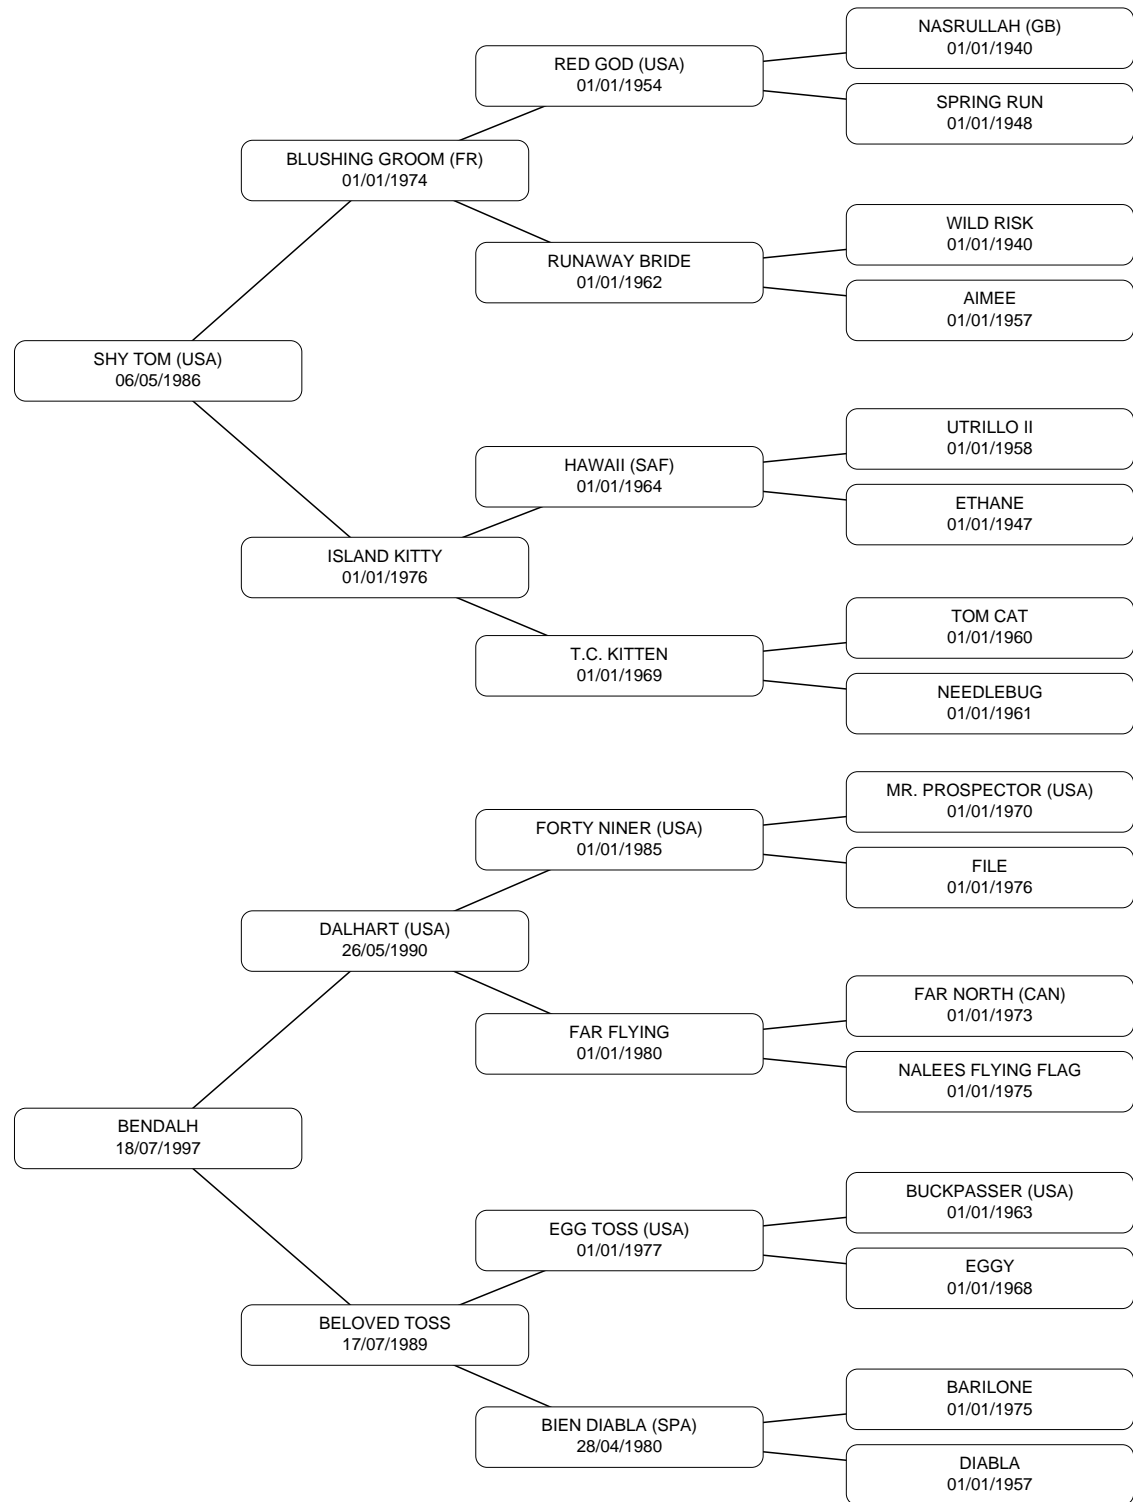 NASRULLAH (GB)
01/01/1940
RED GOD (USA)
01/01/1954
SPRING RUN
01/01/1948
BLUSHING GROOM (FR)
01/01/1974
WILD RISK
01/01/1940
RUNAWAY BRIDE
01/01/1962
AIMEE
01/01/1957
SHY TOM (USA)
06/05/1986
UTRILLO II
01/01/1958
HAWAII (SAF)
01/01/1964
ETHANE
01/01/1947
ISLAND KITTY
01/01/1976
TOM CAT
01/01/1960
T.C. KITTEN
01/01/1969
NEEDLEBUG
01/01/1961
MR. PROSPECTOR (USA)
01/01/1970
FORTY NINER (USA)
01/01/1985
FILE
01/01/1976
DALHART (USA)
26/05/1990
FAR NORTH (CAN)
01/01/1973
FAR FLYING
01/01/1980
NALEES FLYING FLAG
01/01/1975
BENDALH
18/07/1997
BUCKPASSER (USA)
01/01/1963
EGG TOSS (USA)
01/01/1977
EGGY
01/01/1968
BELOVED TOSS
17/07/1989
BARILONE
01/01/1975
BIEN DIABLA (SPA)
28/04/1980
DIABLA
01/01/1957